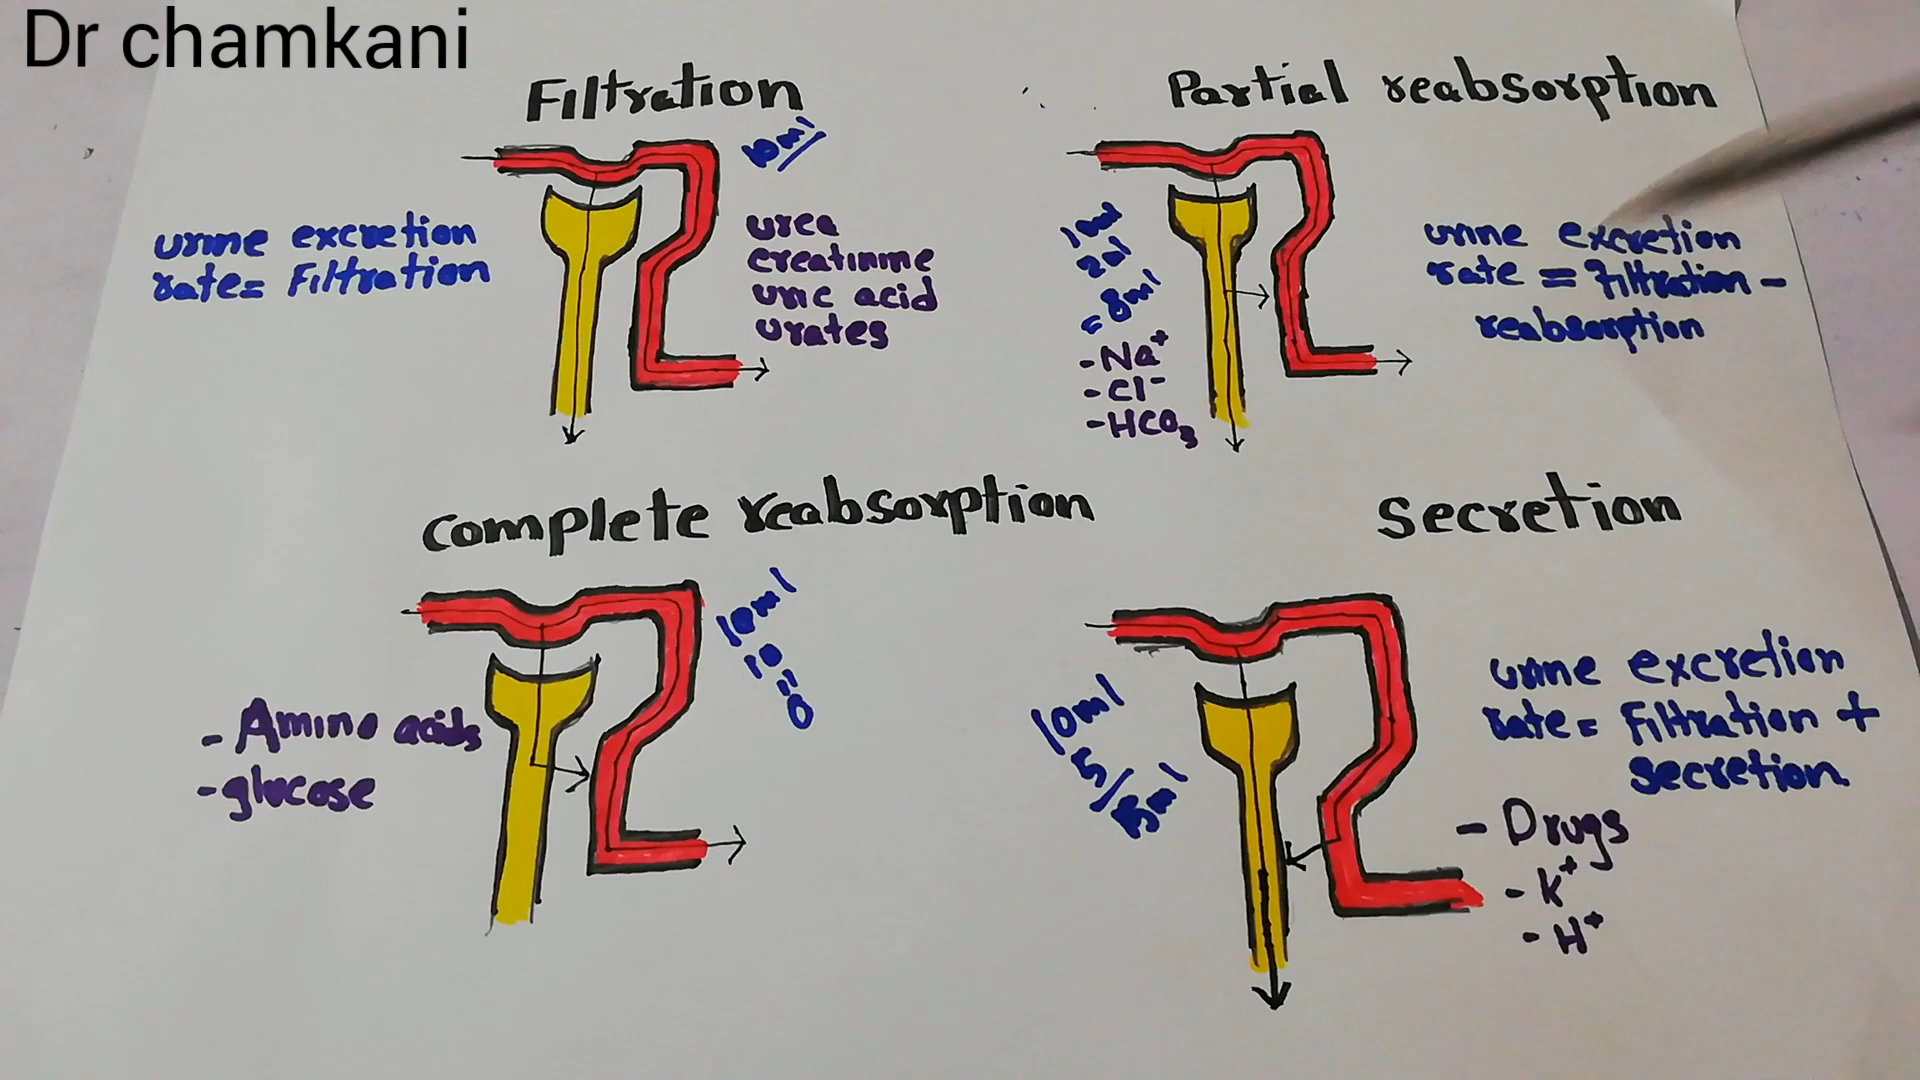 Dr chamkani
Filtration
10ml
urine excretion
rate= Filtration
urea
creatinine
uric acid
urates
Partial reabsorption
10ml
2ml
=8ml
-Na+
-Cl-
-HCO3
urine excretion
rate = filtration -
reabsorption
complete reabsorption
10ml
10
=0
- Amino acids
-glucose
Secretion
10ml
5
15ml
urine excretion
rate= Filtration +
secretion
- Drugs
- K+
- H+